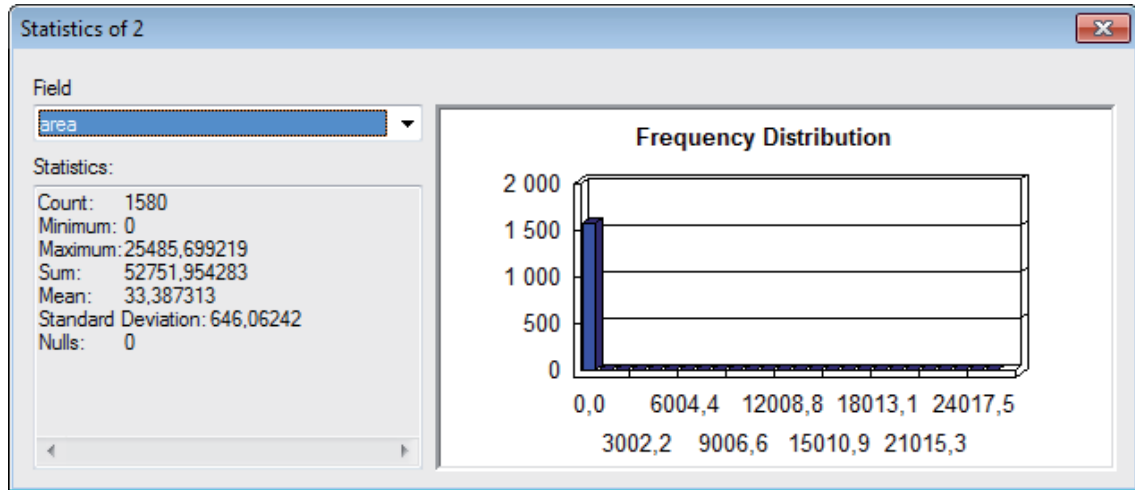 Statistics of 2
Field
area
Statistics:
Count: 1580
Minimum: 0
Maximum: 25485,699219
Sum: 52751,954283
Mean: 33,387313
Standard Deviation: 646,06242
Nulls: 0
Frequency Distribution
2 000
1 500
1 000
500
0
0,0 6004,4 12008,8 18013,1 24017,5
3002,2 9006,6 15010,9 21015,3